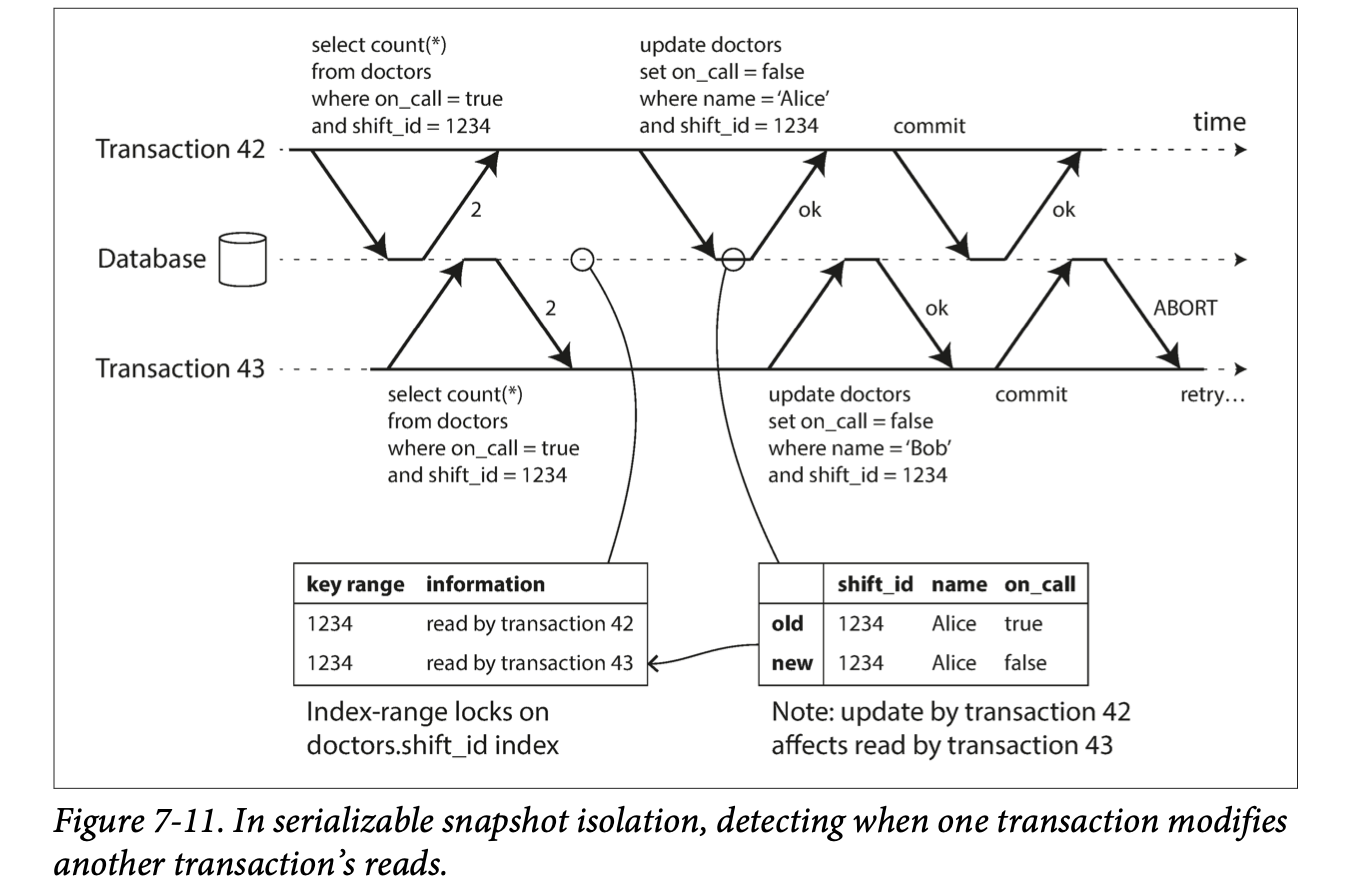 select count(*)
from doctors
where on_call = true
and shift_id = 1234
update doctors
set on_call = false
where name = ‘Alice’
and shift_id = 1234
commit
time
Transaction 42
2
ok
ok
Database
2
ok
ABORT
Transaction 43
select count(*)
from doctors
where on_call = true
and shift_id = 1234
update doctors
set on_call = false
where name = ‘Bob’
and shift_id = 1234
commit
retry…
key range information
1234 read by transaction 42
1234 read by transaction 43
Index-range locks on
doctors.shift_id index
shift_id name on_call
old 1234 Alice true
new 1234 Alice false
Note: update by transaction 42
affects read by transaction 43
Figure 7-11. In serializable snapshot isolation, detecting when one transaction modifies
another transaction’s reads.